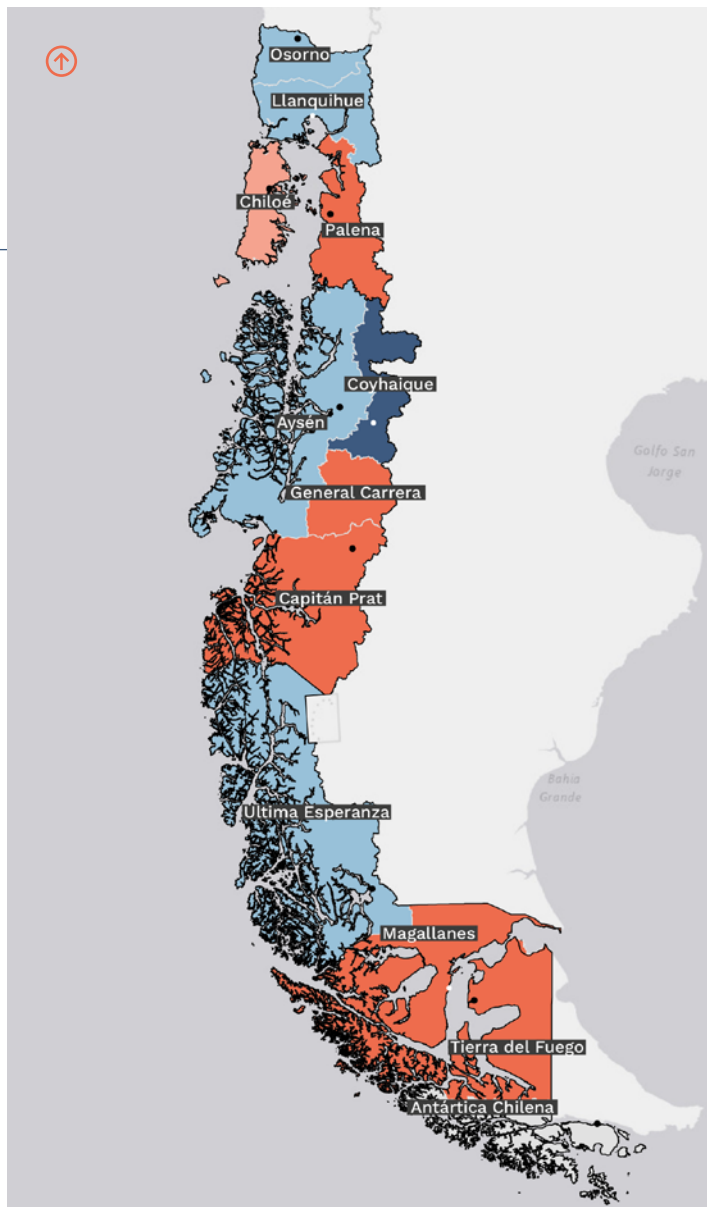 Osorno
Llanquihue
Chiloé
Palena
Coyhaique
Aysén
Golfo San
Jorge
General Carrera
Capitán Prat
Bahia
Grande
Ultima Esperanza
Magallanes
Tierra del Fuego
Antártica Chilena